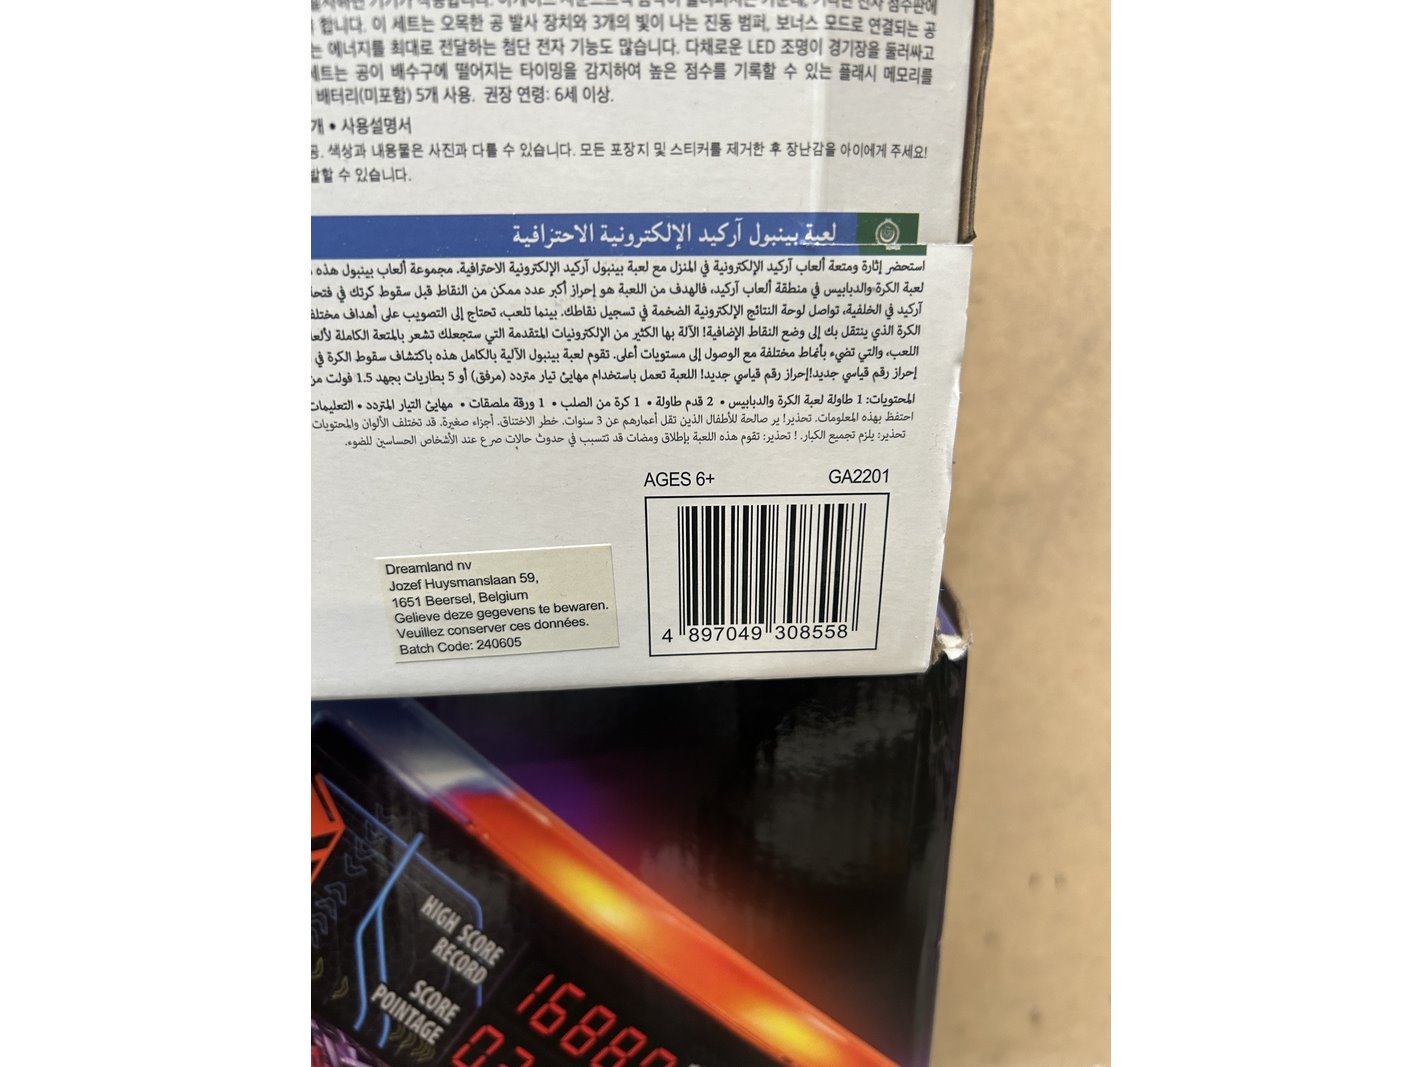 합니다. 이 세트는 오목한 공 발사 장치와 3개의 빛이 나는 진동 범퍼, 보너스 모드로 연결되는 공
는 에너지를 최대로 전달하는 첨단 전자 기능도 많습니다. 다채로운 LED 조명이 경기장을 둘러싸고
세트는 공이 배수구에 떨어지는 타이밍을 감지하여 높은 점수를 기록할 수 있는 플래시 메모리를
배터리(미포함) 5개 사용. 권장 연령: 6세 이상.
개 • 사용설명서
공. 색상과 내용물은 사진과 다를 수 있습니다. 모든 포장지 및 스티커를 제거한 후 장난감을 아이에게 주세요!
발할 수 있습니다.
لعبة بينبول آركيد الإلكترونية الاحترافية
استحضر إثارة ومتعة ألعاب آركيد الإلكترونية في المنزل مع لعبة بينبول آركيد الإلكترونية الاحترافية. مجموعة ألعاب بينبول هذه
لعبة الكرة والدبابيس في منطقة ألعاب آركيد، فالهدف من اللعبة هو إحراز أكبر عدد ممكن من النقاط قبل سقوط كرتك في
آركيد في الخلفية، تواصل لوحة النتائج الإلكترونية الضخمة في تسجيل نقاطك. بينما تلعب، تحتاج إلى التصويب على أهداف
الكرة الذي ينتقل بك إلى وضع النقاط الإضافية! الآلة بها الكثير من الإلكترونيات المتقدمة التي ستجعلك تشعر بالمتعة الكاملة
اللعب، والتي تضيء بأنماط مختلفة مع الوصول إلى مستويات أعلى. تقوم لعبة بينبول الآلية بالكامل هذه باكتشاف سقوط الكرة في
إحراز رقم قياسي جديد!إحراز رقم قياسي جديد! اللعبة تعمل باستخدام مهايئ تيار متردد (مرفق) أو 5 بطاريات بجهد 1.5 فولت من
المحتويات: 1 طاولة لعبة الكرة والدبابيس • 2 قدم طاولة • 1 كرة من الصلب • 1 ورقة ملصقات • مهايئ التيار المتردد • التعليمات
احتفظ بهذه المعلومات. تحذير! ير صالحة للأطفال الذين تقل أعمارهم عن 3 سنوات. خطر الاختناق. أجزاء صغيرة. قد تختلف الألوان والمحتويات
تحذير: يلزم تجميع الكبار. ! تحذير: تقوم هذه اللعبة بإطلاق ومضات قد تتسبب في حدوث حالات صرع عند الأشخاص الحساسين للضوء.
AGES 6+ GA2201
4 897049 308558
Dreamland nv
Jozef Huysmanslaan 59,
1651 Beersel, Belgium
Gelieve deze gegevens te bewaren.
Veuillez conserver ces données.
Batch Code: 240605
HIGH SCORE
RECORD
SCORE
POINTAGE